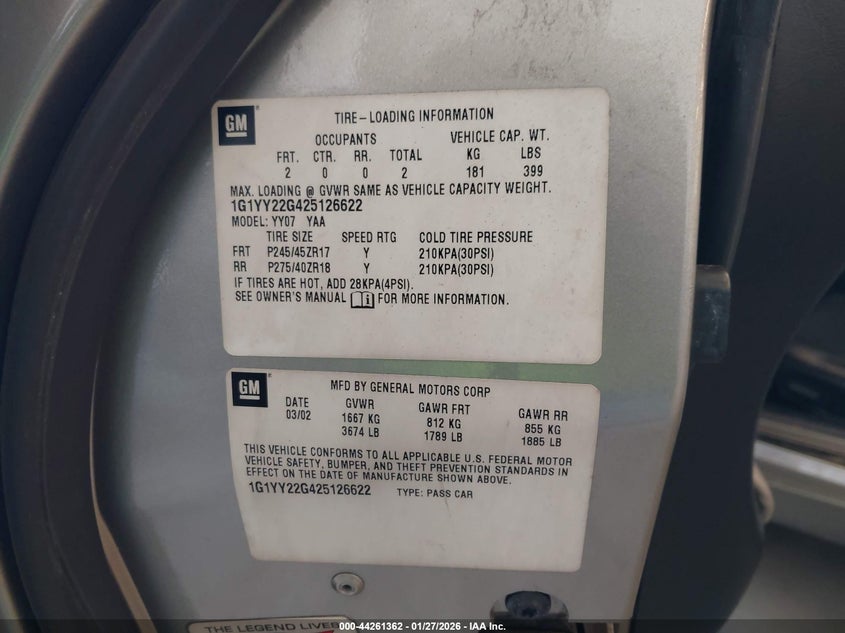 GM
TIRE-LOADING INFORMATION
OCCUPANTS VEHICLE CAP. WT.
FRT. CTR. RR. TOTAL KG LBS
2 0 0 2 181 399
MAX. LOADING @ GVWR SAME AS VEHICLE CAPACITY WEIGHT.
1G1YY22G425126622
MODEL: YY07 YAA
TIRE SIZE SPEED RTG COLD TIRE PRESSURE
FRT P245/45ZR17 Y 210KPA(30PSI)
RR P275/40ZR18 Y 210KPA(30PSI)
IF TIRES ARE HOT, ADD 28KPA(4PSI).
SEE OWNER'S MANUAL i FOR MORE INFORMATION.
GM
MFD BY GENERAL MOTORS CORP
DATE GVWR GAWR FRT GAWR RR
03/02 1667 KG 812 KG 855 KG
3674 LB 1789 LB 1885 LB
THIS VEHICLE CONFORMS TO ALL APPLICABLE U.S. FEDERAL MOTOR
VEHICLE SAFETY, BUMPER, AND THEFT PREVENTION STANDARDS IN
EFFECT ON THE DATE OF MANUFACTURE SHOWN ABOVE.
1G1YY22G425126622 TYPE: PASS CAR
THE LEGEND LIVES
000-44261362 - 01/27/2026 - IAA